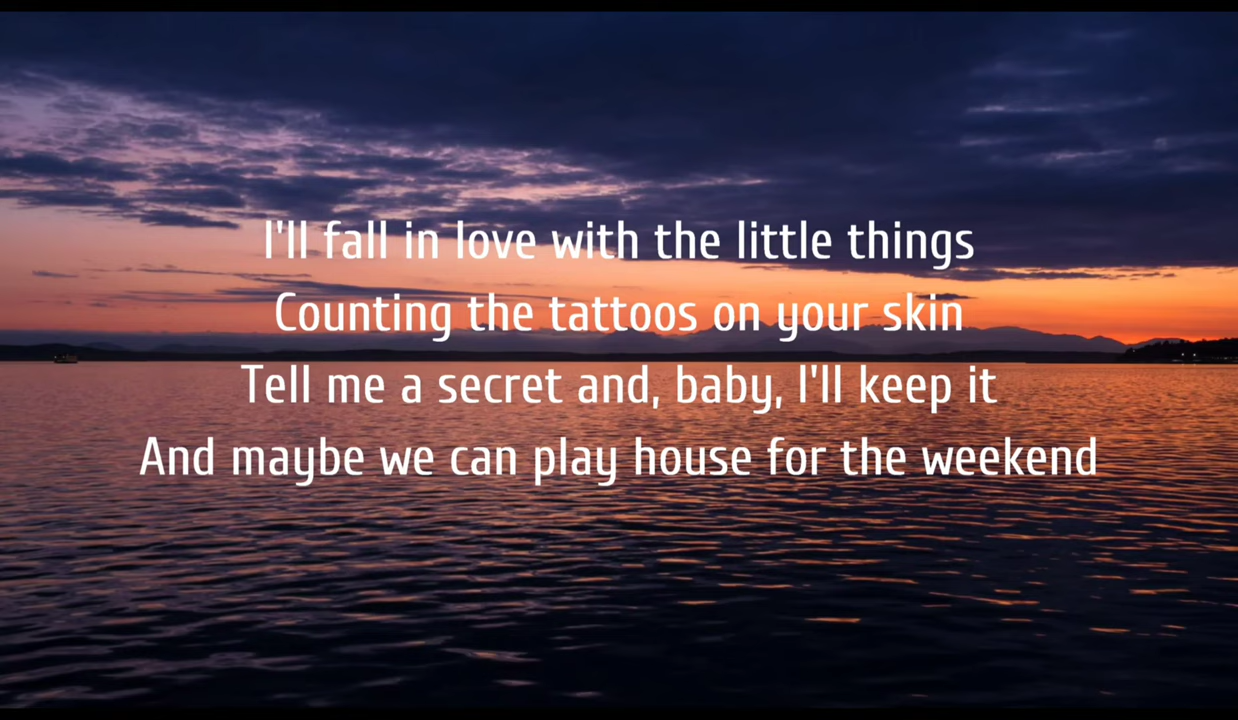 I'll fall in love with the little things
Counting the tattoos on your skin
Tell me a secret and, baby, I'll keep it
And maybe we can play house for the weekend